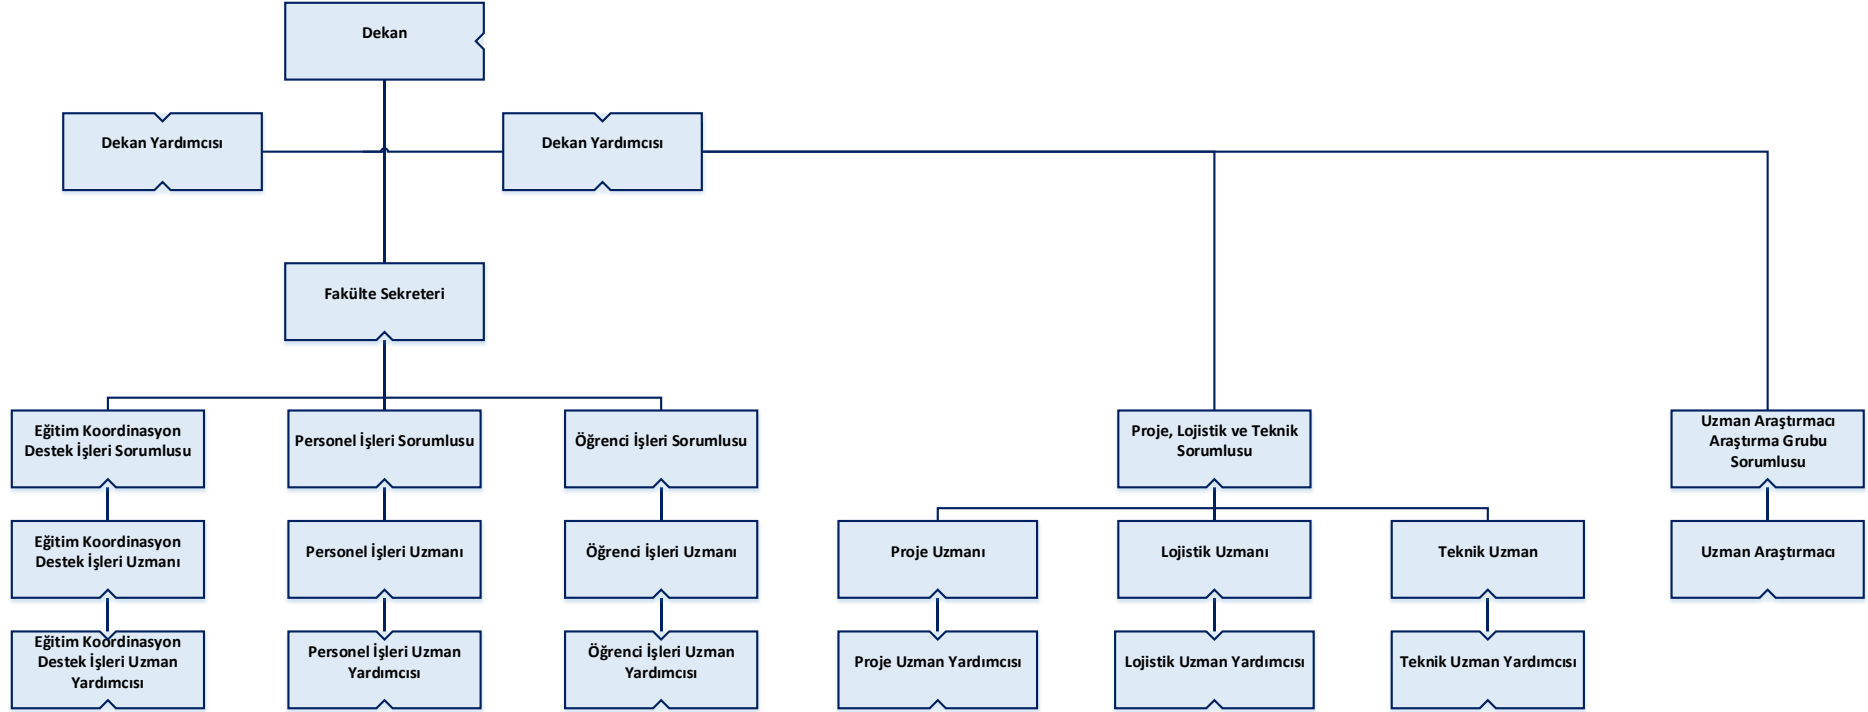 Dekan
Dekan Yardımcısı
Dekan Yardımcısı
Fakülte Sekreteri
Eğitim Koordinasyon
Destek İşleri Sorumlusu
Personel İşleri Sorumlusu
Öğrenci İşleri Sorumlusu
Proje, Lojistik ve Teknik
Sorumlusu
Uzman Araştırmacı
Araştırma Grubu
Sorumlusu
Eğitim Koordinasyon
Destek İşleri Uzmanı
Personel İşleri Uzmanı
Öğrenci İşleri Uzmanı
Proje Uzmanı
Lojistik Uzmanı
Teknik Uzman
Uzman Araştırmacı
Eğitim Koordinasyon
Destek İşleri Uzman
Yardımcısı
Personel İşleri Uzman
Yardımcısı
Öğrenci İşleri Uzman
Yardımcısı
Proje Uzman Yardımcısı
Lojistik Uzman Yardımcısı
Teknik Uzman Yardımcısı